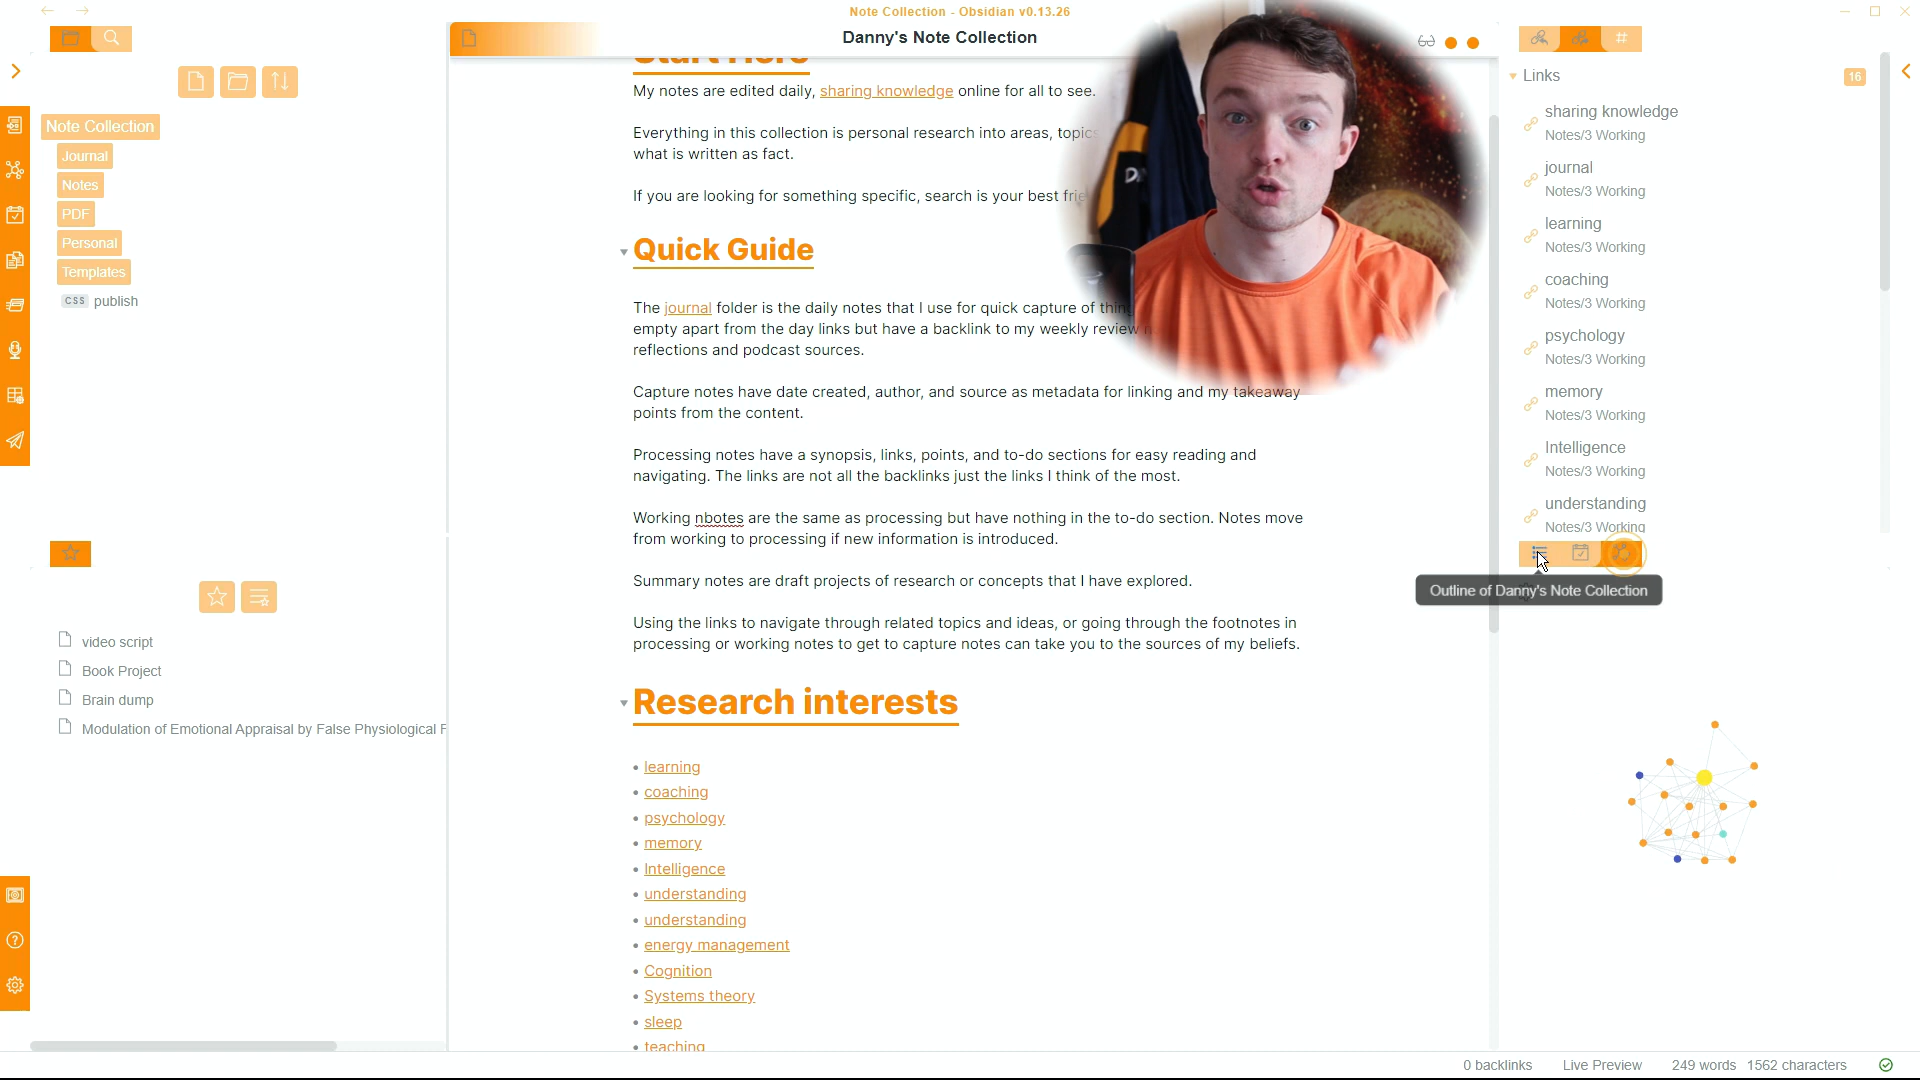 Note Collection - Obsidian v0.13.26
Danny's Note Collection
Note Collection
Journal
Notes
PDF
Personal
Templates
CSS publish
video script
Book Project
Brain dump
Modulation of Emotional Appraisal by False Physiological F
Start Here
My notes are edited daily, sharing knowledge online for all to see.
Everything in this collection is personal research into areas, topics
what is written as fact.
If you are looking for something specific, search is your best frie
Quick Guide
The journal folder is the daily notes that I use for quick capture of thing
empty apart from the day links but have a backlink to my weekly review
reflections and podcast sources.
Capture notes have date created, author, and source as metadata for linking and my takeaway
points from the content.
Processing notes have a synopsis, links, points, and to-do sections for easy reading and
navigating. The links are not all the backlinks just the links I think of the most.
Working nbotes are the same as processing but have nothing in the to-do section. Notes move
from working to processing if new information is introduced.
Summary notes are draft projects of research or concepts that I have explored.
Using the links to navigate through related topics and ideas, or going through the footnotes in
processing or working notes to get to capture notes can take you to the sources of my beliefs.
Research interests
• learning
• coaching
• psychology
• memory
• Intelligence
• understanding
• understanding
• energy management
• Cognition
• Systems theory
• sleep
• teaching
Links 16
sharing knowledge
Notes/3 Working
journal
Notes/3 Working
learning
Notes/3 Working
coaching
Notes/3 Working
psychology
Notes/3 Working
memory
Notes/3 Working
Intelligence
Notes/3 Working
understanding
Notes/3 Working
Outline of Danny's Note Collection
0 backlinks Live Preview 249 words 1562 characters